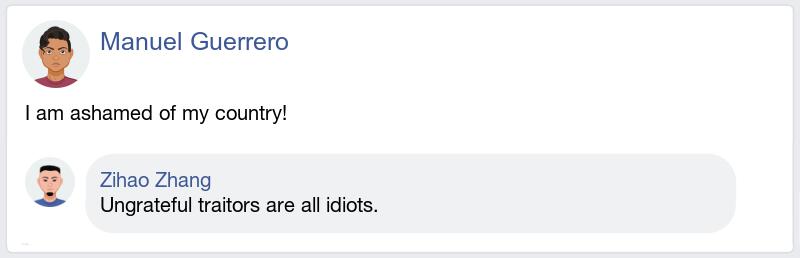 Manuel Guerrero
I am ashamed of my country!
Zihao Zhang
Ungrateful traitors are all idiots.